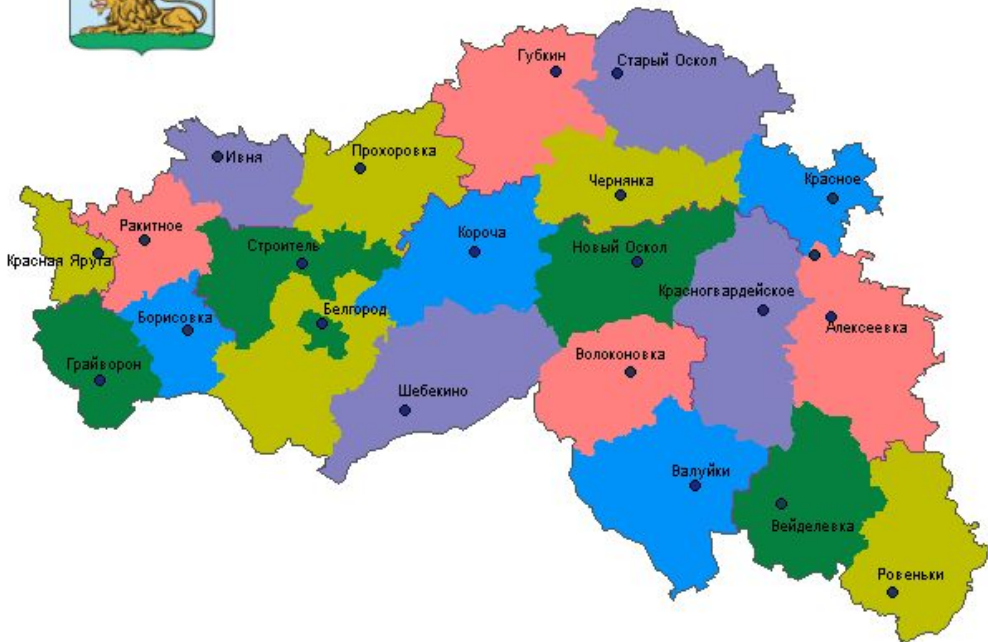 Губкин
Старый Оскол
Прохоровка
Ивня
Чернянка
Красное
Ракитное
Короча
Строитель
Новый Оскол
Красная Яруга
Красногвардейское
Белгород
Борисовка
Алексеевка
Волоконовка
Грайворон
Шебекино
Валуйки
Вейделевка
Ровеньки